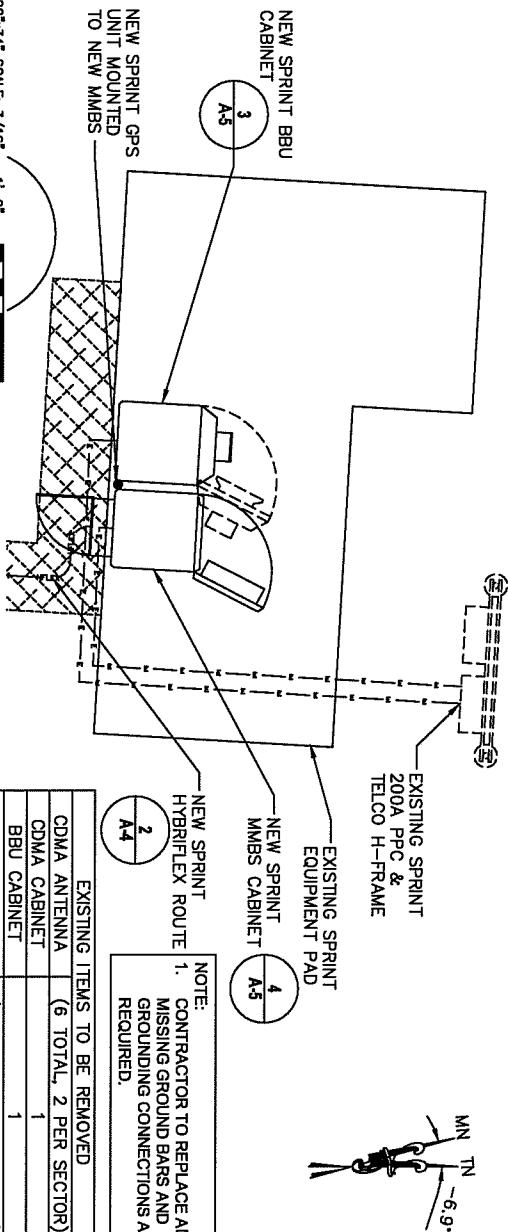 NEW SPRINT BBU
CABINET
3
A-5
NEW SPRINT GPS
UNIT MOUNTED
TO NEW MMBS
EXISTING SPRINT
200A PPC &
TELCO H-FRAME
EXISTING SPRINT
EQUIPMENT PAD
NEW SPRINT
MMBS CABINET
4
A-5
NEW SPRINT
HYBRIFLEX ROUTE
2
A-4
MN
TN
-6.9°
NOTE:
1. CONTRACTOR TO REPLACE
MISSING GROUND BARS AND
GROUNDING CONNECTIONS
REQUIRED.
EXISTING ITEMS TO BE REMOVED
CDMA ANTENNA (6 TOTAL, 2 PER SECTOR)
CDMA CABINET 1
BBU CABINET 1